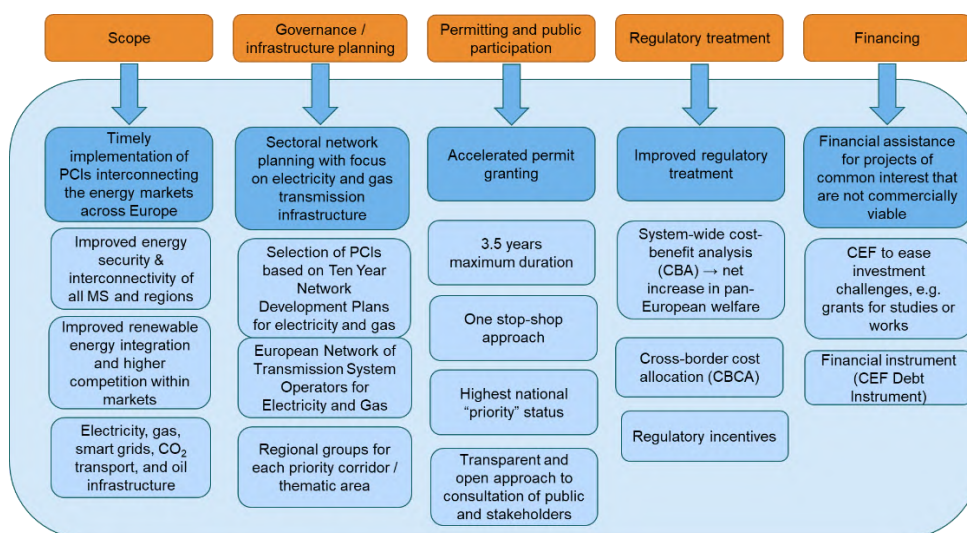 Scope
Governance /
infrastructure planning
Permitting and public
participation
Regulatory treatment
Financing
Timely
implementation of
PCIs interconnecting
the energy markets
across Europe
Improved energy
security &
interconnectivity of
all MS and regions
Improved renewable
energy integration
and higher
competition within
markets
Electricity, gas,
smart grids, CO₂
transport, and oil
infrastructure
Sectoral network
planning with focus
on electricity and gas
transmission
infrastructure
Selection of PCIs
based on Ten Year
Network
Development Plans
for electricity and gas
European Network of
Transmission System
Operators for
Electricity and Gas
Regional groups for
each priority corridor /
thematic area
Accelerated permit
granting
3.5 years
maximum duration
One stop-shop
approach
Highest national
“priority” status
Transparent and
open approach to
consultation of public
and stakeholders
Improved regulatory
treatment
System-wide cost-
benefit analysis
(CBA) → net
increase in pan-
European welfare
Cross-border cost
allocation (CBCA)
Regulatory incentives
Financial assistance
for projects of
common interest that
are not commercially
viable
CEF to ease
investment
challenges, e.g.
grants for studies or
works
Financial instrument
(CEF Debt
Instrument)